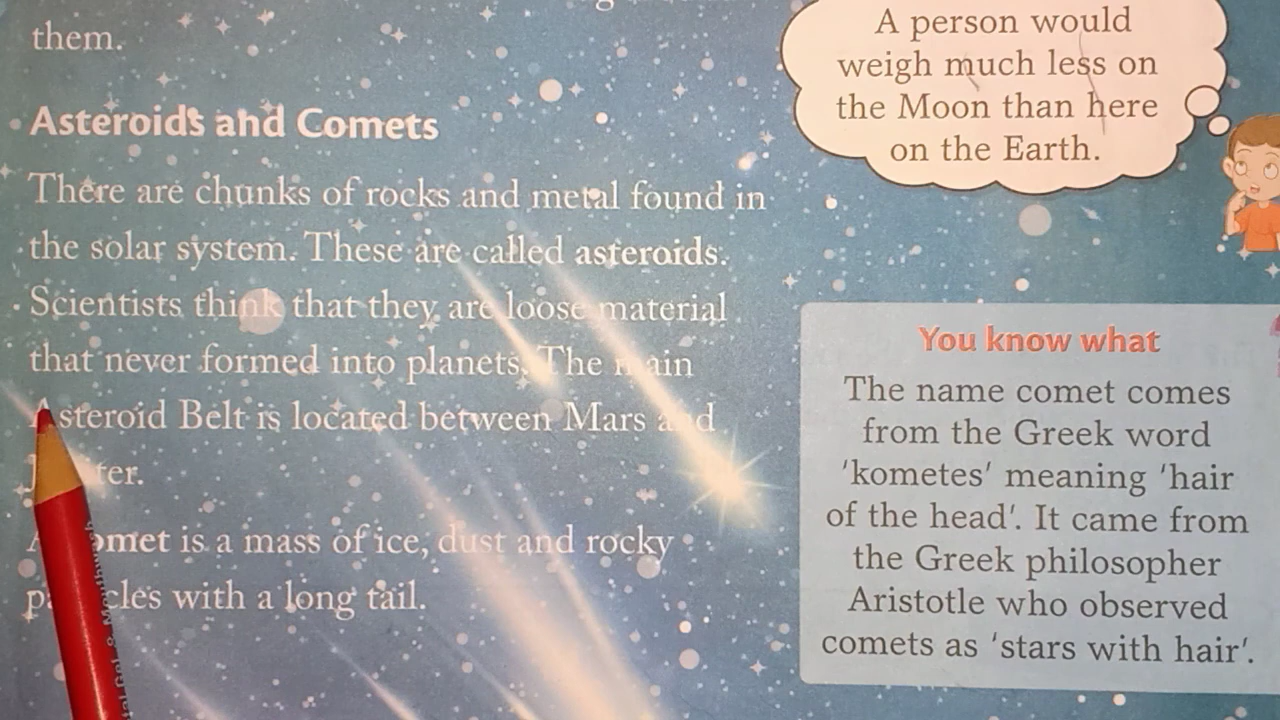 them.
Asteroids and Comets
There are chunks of rocks and metal found in
the solar system. These are called asteroids.
Scientists think that they are loose material
that never formed into planets. The main
Asteroid Belt is located between Mars and
ter.
omet is a mass of ice, dust and rocky
cles with a long tail.
A person would
weigh much less on
the Moon than here
on the Earth.
You know what
The name comet comes
from the Greek word
'kometes' meaning 'hair
of the head'. It came from
the Greek philosopher
Aristotle who observed
comets as 'stars with hair'.